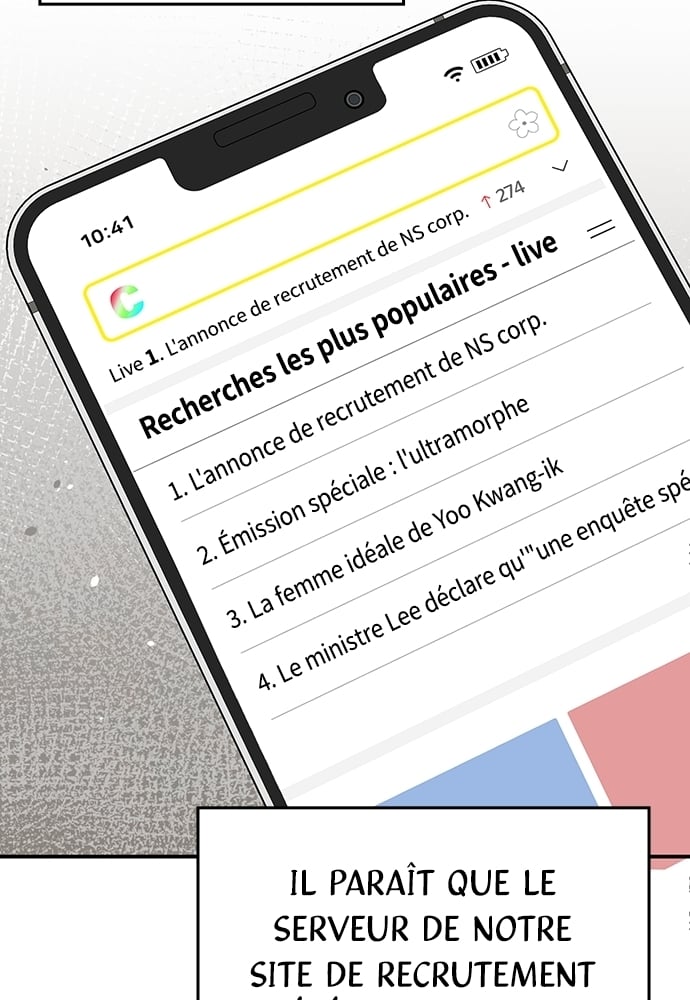 10:41
Live 1. L'annonce de recrutement de NS corp. ↑ 274
Recherches les plus populaires - live
1. L'annonce de recrutement de NS corp.
2. Émission spéciale : l'ultramorphe
3. La femme idéale de Yoo Kwang-ik
4. Le ministre Lee déclare qu'"une enquête spé
IL PARAÎT QUE LE
SERVEUR DE NOTRE
SITE DE RECRUTEMENT